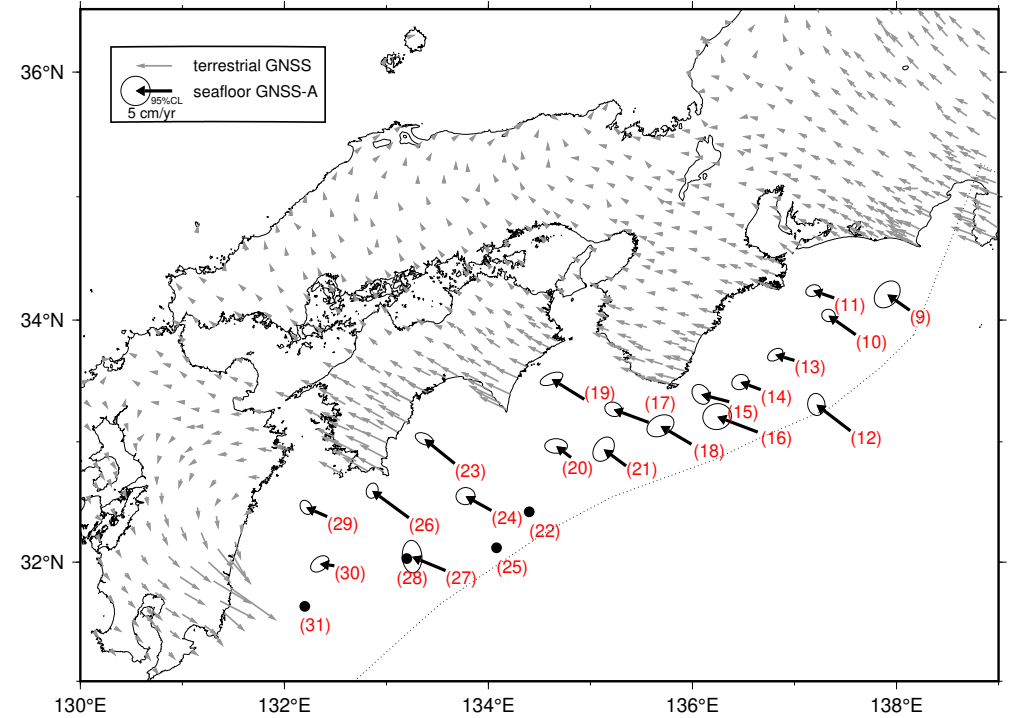 36°N
34°N
32°N
terrestrial GNSS
seafloor GNSS-A
95%CL
5 cm/yr
(11)
(9)
(10)
(13)
(14)
(19)
(17)
(15)
(16)
(12)
(18)
(20)
(21)
(23)
(24)
(26)
(29)
(22)
(25)
(30)
(28)
(27)
(31)
130°E
132°E
134°E
136°E
138°E